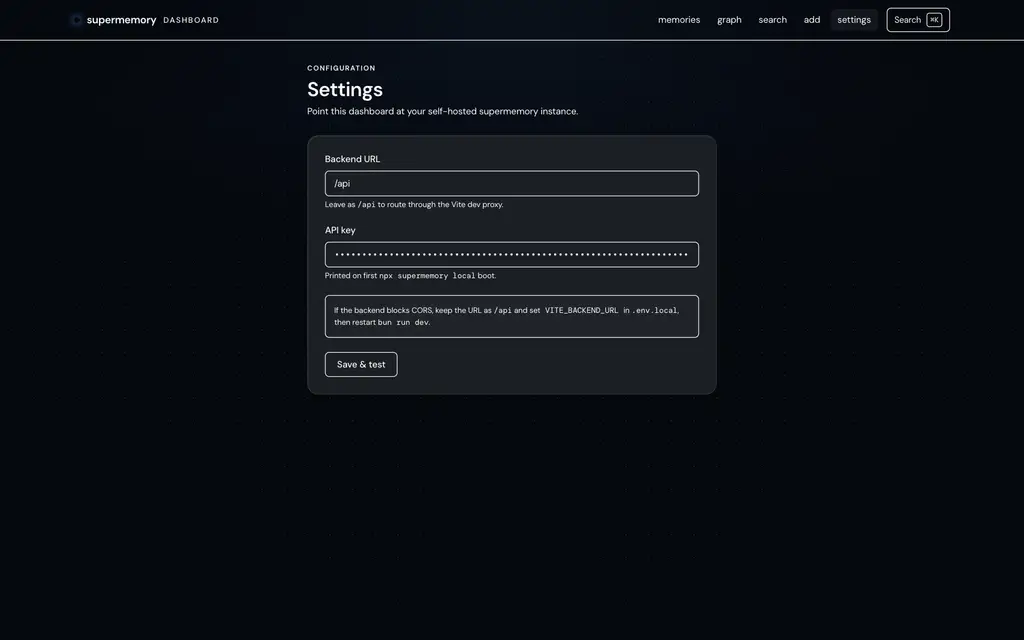 supermemory DASHBOARD
memories graph search add settings Search ⌘K
CONFIGURATION
Settings
Point this dashboard at your self-hosted supermemory instance.
Backend URL
/api
Leave as /api to route through the Vite dev proxy.
API key
Printed on first npx supermemory local boot.
If the backend blocks CORS, keep the URL as /api and set VITE_BACKEND_URL in .env.local,
then restart bun run dev.
Save & test